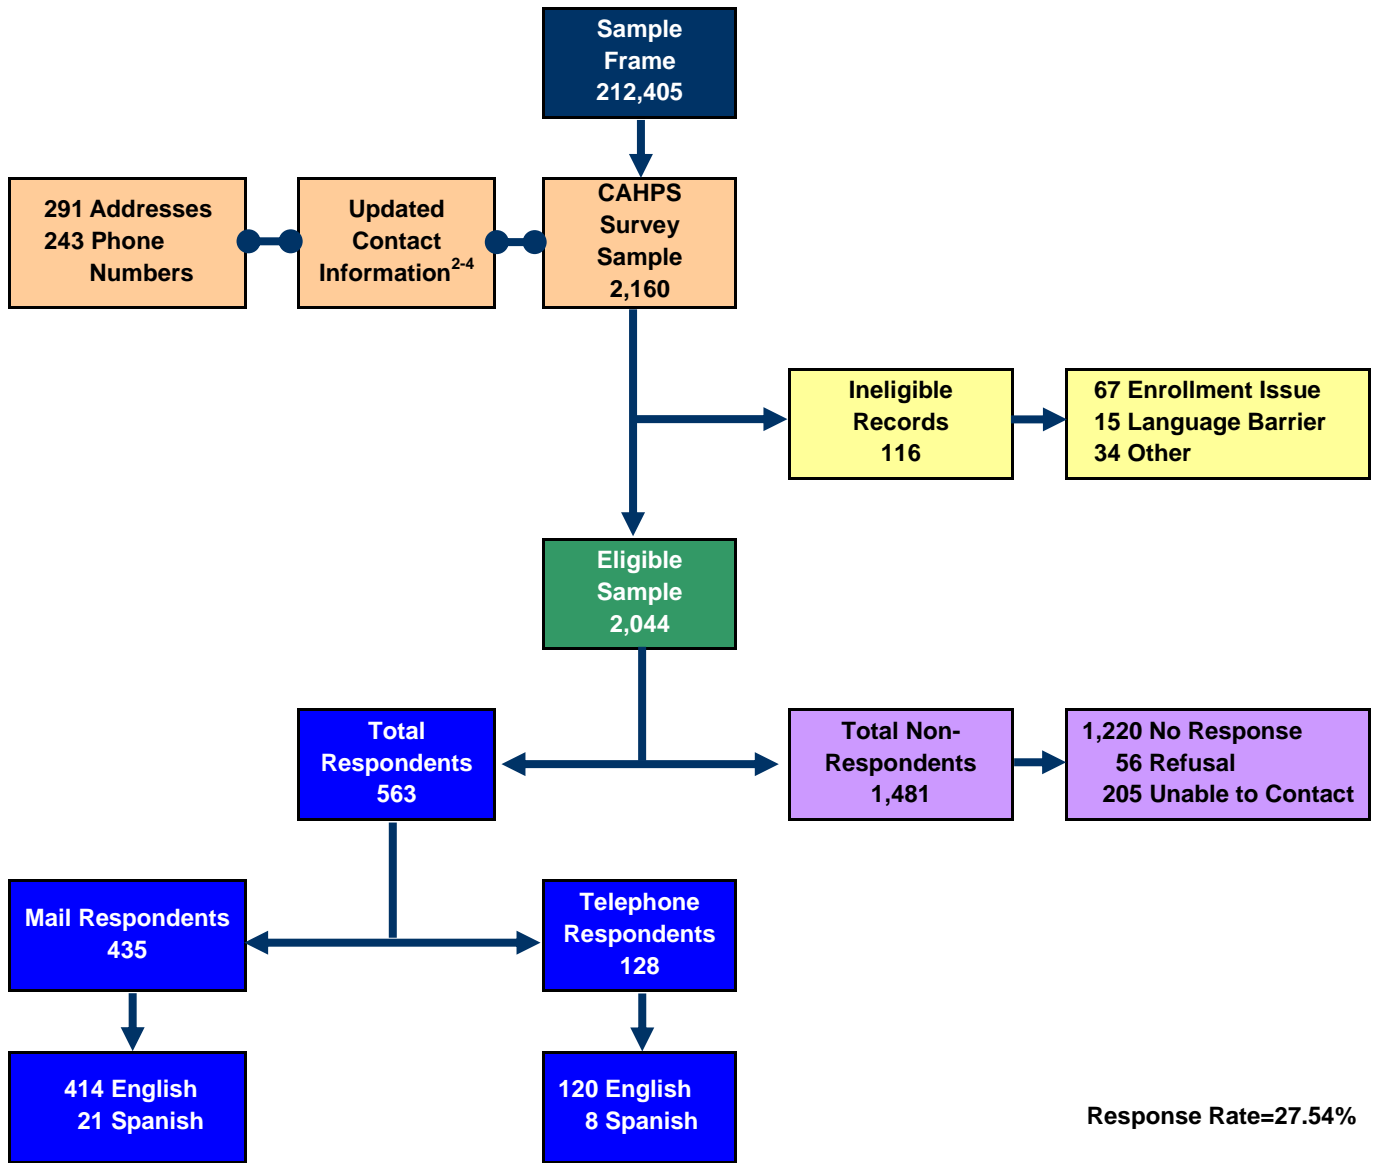 Sample
Frame
212,405
291 Addresses
243 Phone
Numbers
Updated
Contact
Information2-4
CAHPS
Survey
Sample
2,160
Ineligible
Records
116
67 Enrollment Issue
15 Language Barrier
34 Other
Eligible
Sample
2,044
Total
Respondents
563
Total Non-
Respondents
1,481
1,220 No Response
56 Refusal
205 Unable to Contact
Mail Respondents
435
Telephone
Respondents
128
414 English
21 Spanish
120 English
8 Spanish
Response Rate=27.54%